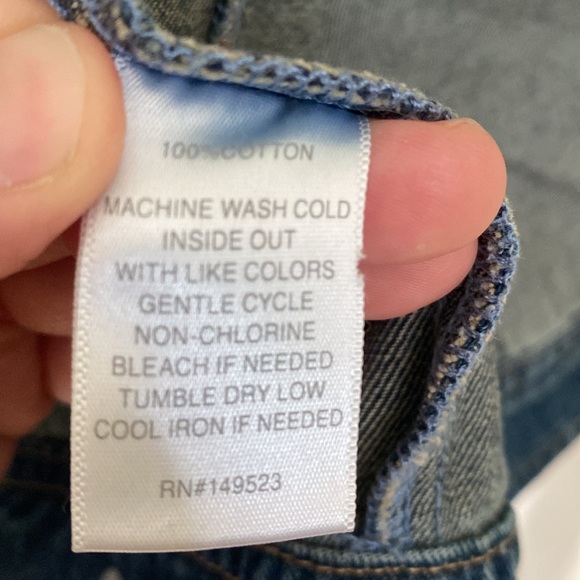 100% COTTON
MACHINE WASH COLD
INSIDE OUT
WITH LIKE COLORS
GENTLE CYCLE
NON-CHLORINE
BLEACH IF NEEDED
TUMBLE DRY LOW
COOL IRON IF NEEDED
RN#149523